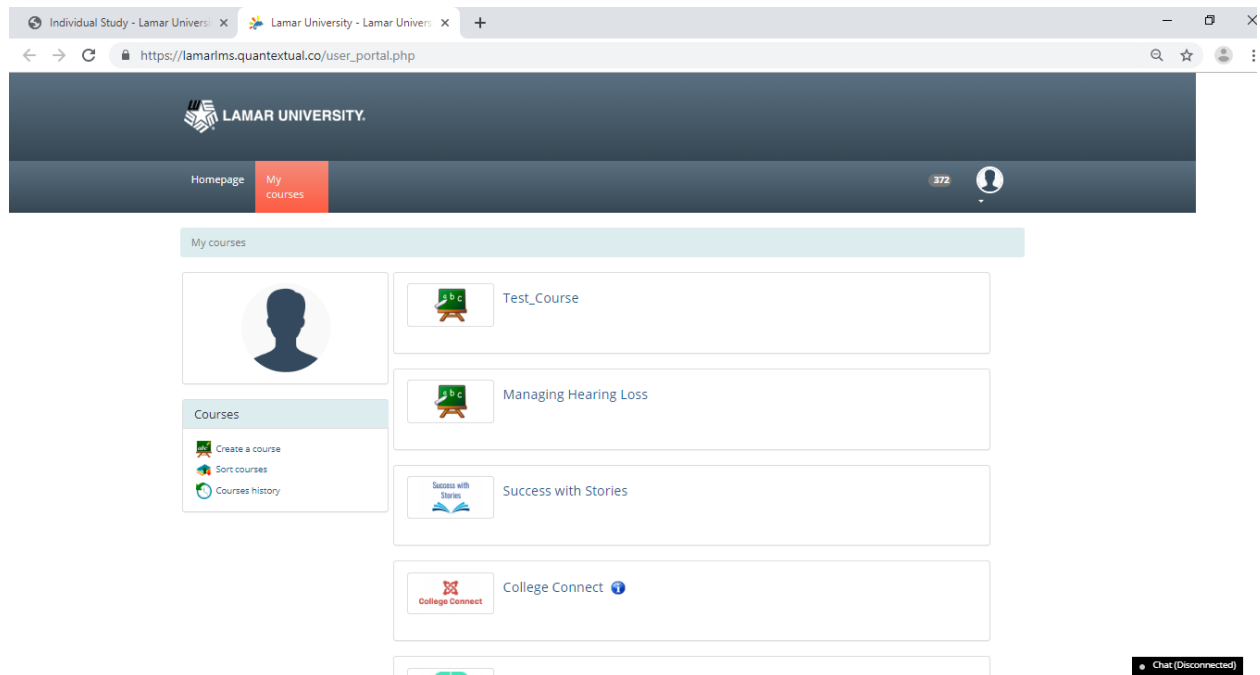 Individual Study - Lamar Universi
Lamar University - Lamar Univers
https://lamarlms.quantextual.co/user_portal.php
LAMAR UNIVERSITY.
Homepage
My
courses
372
My courses
Test_Course
Managing Hearing Loss
Courses
Create a course
Sort courses
Courses history
Success with
Stories
Success with Stories
College Connect
College Connect
Chat (Disconnected)